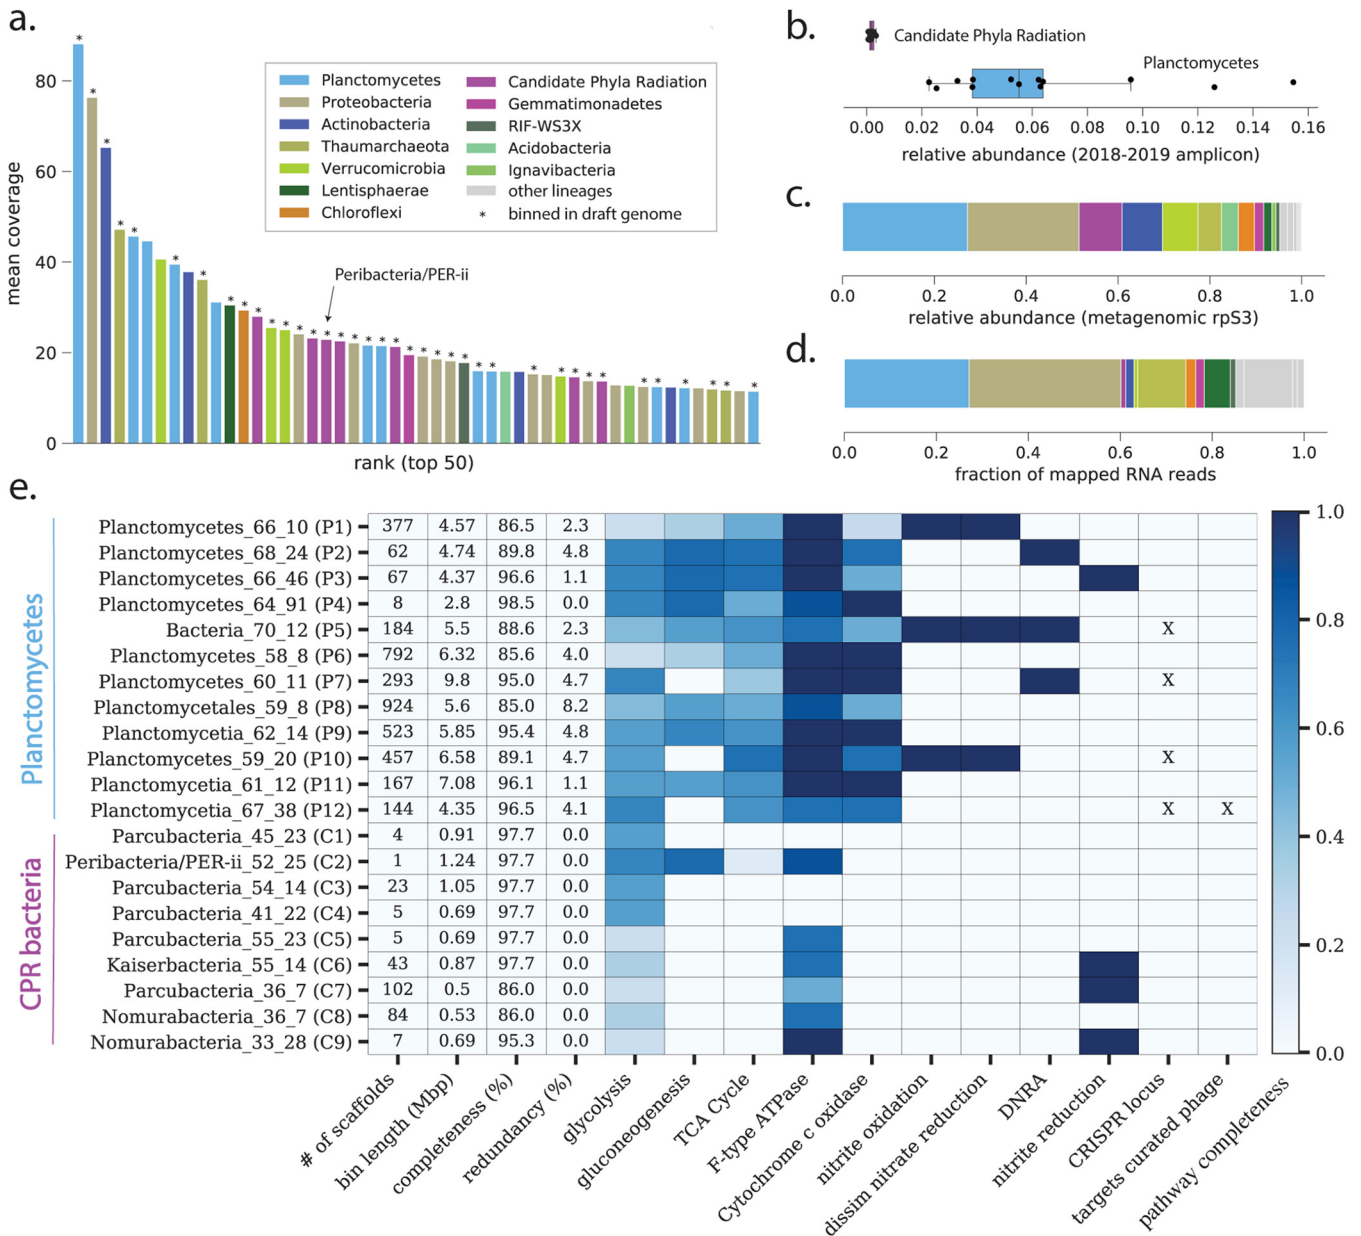 a.
mean coverage
80
60
40
20
0
rank (top 50)
Planctomycetes
Proteobacteria
Actinobacteria
Thaumarchaeota
Verrucomicrobia
Lentisphaerae
Chloroflexi
Candidate Phyla Radiation
Gemmatimonadetes
RIF-WS3X
Acidobacteria
Ignavibacteria
other lineages
* binned in draft genome
Peribacteria/PER-ii
b.
Candidate Phyla Radiation
Planctomycetes
0.00 0.02 0.04 0.06 0.08 0.10 0.12 0.14 0.16
relative abundance (2018-2019 amplicon)
c.
0.0 0.2 0.4 0.6 0.8 1.0
relative abundance (metagenomic rpS3)
d.
0.0 0.2 0.4 0.6 0.8 1.0
fraction of mapped RNA reads
e.
Planctomycetes
CPR bacteria
Planctomycetes_66_10 (P1) 377 4.57 86.5 2.3
Planctomycetes_68_24 (P2) 62 4.74 89.8 4.8
Planctomycetes_66_46 (P3) 67 4.37 96.6 1.1
Planctomycetes_64_91 (P4) 8 2.8 98.5 0.0
Bacteria_70_12 (P5) 184 5.5 88.6 2.3 X
Planctomycetes_58_8 (P6) 792 6.32 85.6 4.0
Planctomycetes_60_11 (P7) 293 9.8 95.0 4.7 X
Planctomycetales_59_8 (P8) 924 5.6 85.0 8.2
Planctomycetia_62_14 (P9) 523 5.85 95.4 4.8
Planctomycetes_59_20 (P10) 457 6.58 89.1 4.7 X
Planctomycetia_61_12 (P11) 167 7.08 96.1 1.1
Planctomycetia_67_38 (P12) 144 4.35 96.5 4.1 X X
Parcubacteria_45_23 (C1) 4 0.91 97.7 0.0
Peribacteria/PER-ii_52_25 (C2) 1 1.24 97.7 0.0
Parcubacteria_54_14 (C3) 23 1.05 97.7 0.0
Parcubacteria_41_22 (C4) 5 0.69 97.7 0.0
Parcubacteria_55_23 (C5) 5 0.69 97.7 0.0
Kaiserbacteria_55_14 (C6) 43 0.87 97.7 0.0
Parcubacteria_36_7 (C7) 102 0.5 86.0 0.0
Nomurabacteria_36_7 (C8) 84 0.53 86.0 0.0
Nomurabacteria_33_28 (C9) 7 0.69 95.3 0.0
# of scaffolds
bin length (Mbp)
completeness (%)
redundancy (%)
glycolysis
gluconeogenesis
TCA Cycle
F-type ATPase
Cytochrome c oxidase
nitrite oxidation
dissim nitrate reduction
DNRA
nitrite reduction
CRISPR locus
targets curated phage
pathway completeness
1.0
0.8
0.6
0.4
0.2
0.0